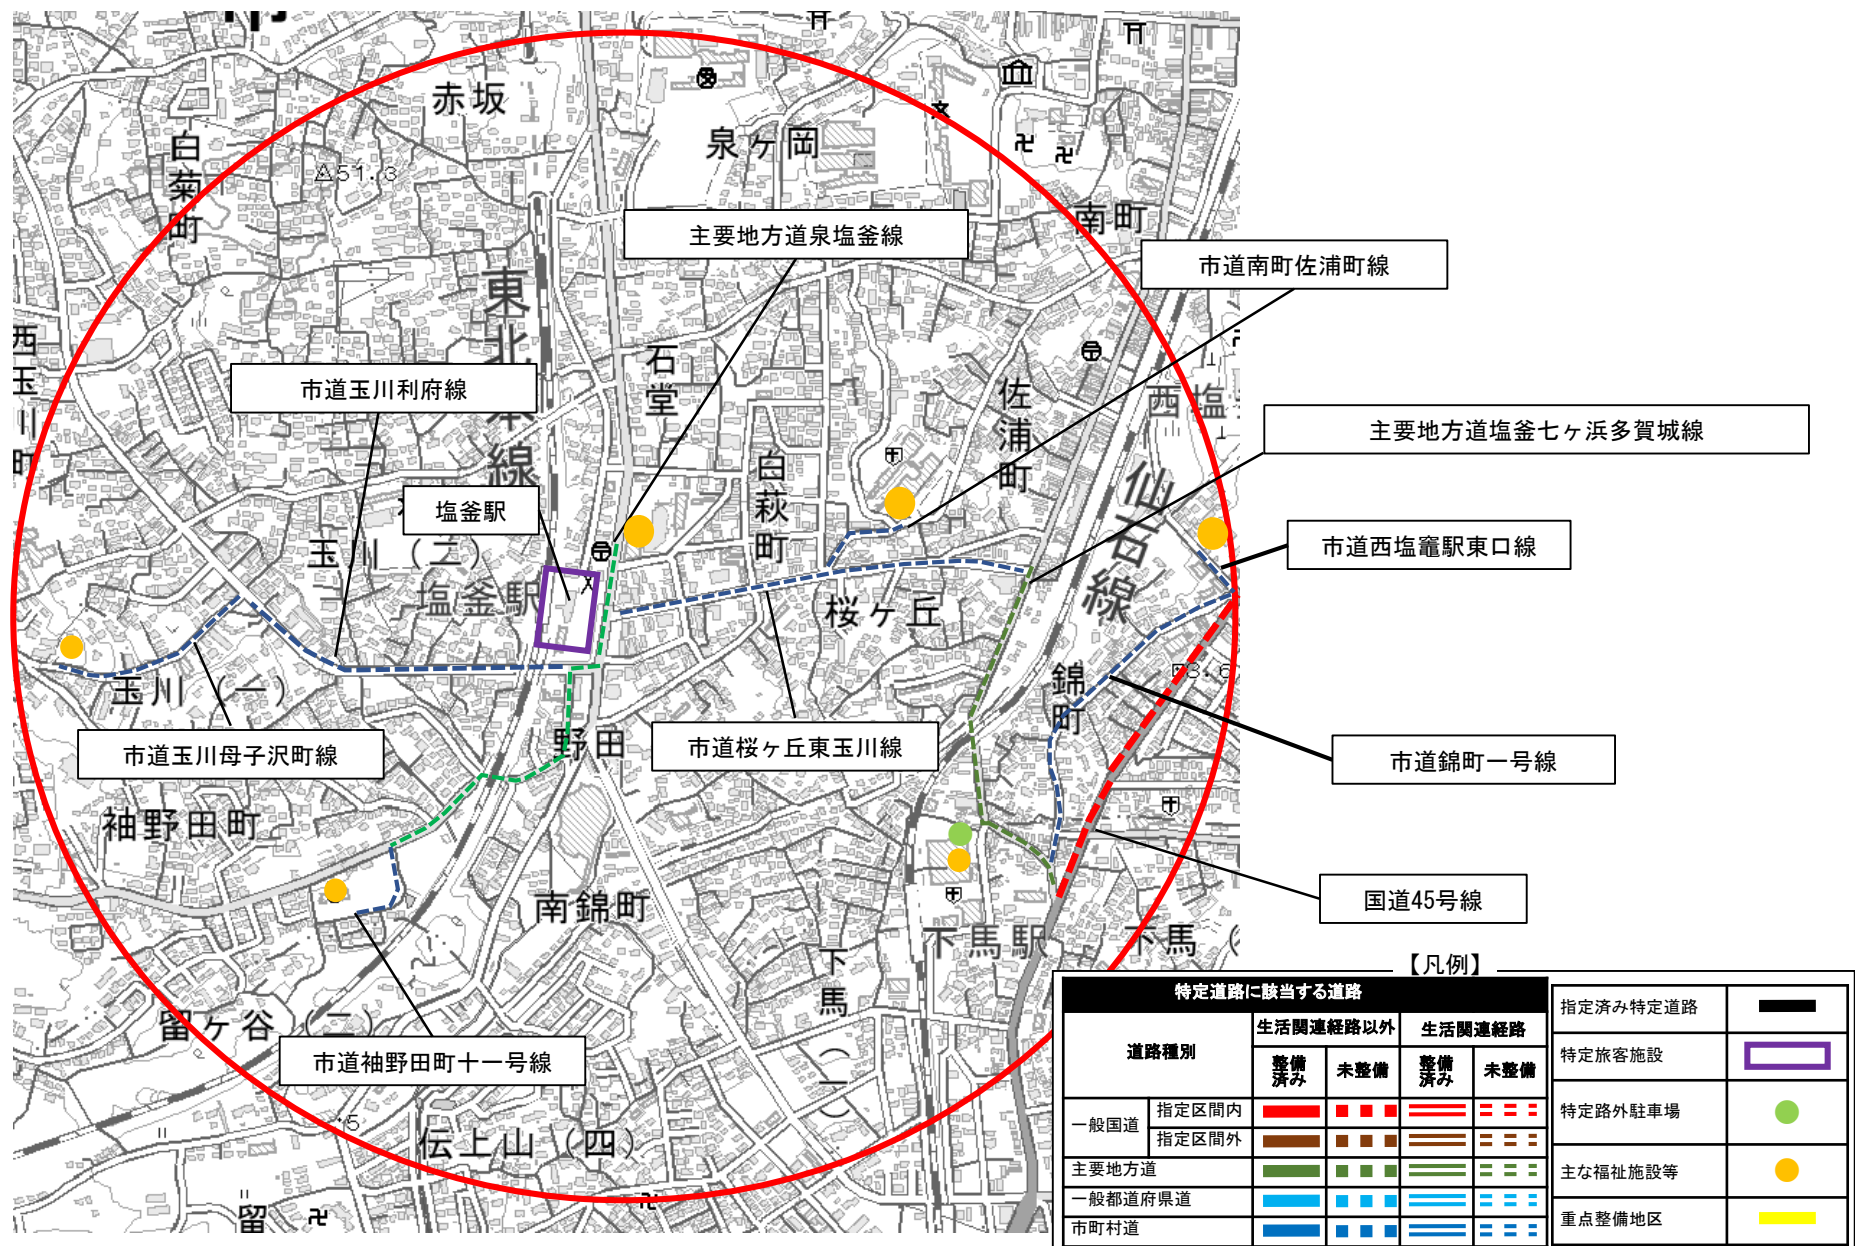 赤坂
泉ヶ岡
白菊町
51.3
南町
主要地方道泉塩釜線
市道南町佐浦町線
東北本線
西玉川町
石堂
佐浦町
西塩
市道玉川利府線
主要地方道塩釜七ヶ浜多賀城線
白萩町
仙石線
塩釜駅
玉川(二)
市道西塩竈駅東口線
塩釜駅
桜ヶ丘
錦町
3.6
玉川(一)
野田
市道玉川母子沢町線
市道桜ヶ丘東玉川線
市道錦町一号線
袖野田町
南錦町
国道45号線
下馬駅
下馬(
下馬(一)
留ヶ谷(二)
市道袖野田町十一号線
伝上山(四)
留
【凡例】
特定道路に該当する道路
道路種別
生活関連経路以外
生活関連経路
整備済み
未整備
整備済み
未整備
一般国道
指定区間内
指定区間外
主要地方道
一般都道府県道
市町村道
指定済み特定道路
特定旅客施設
特定路外駐車場
主な福祉施設等
重点整備地区